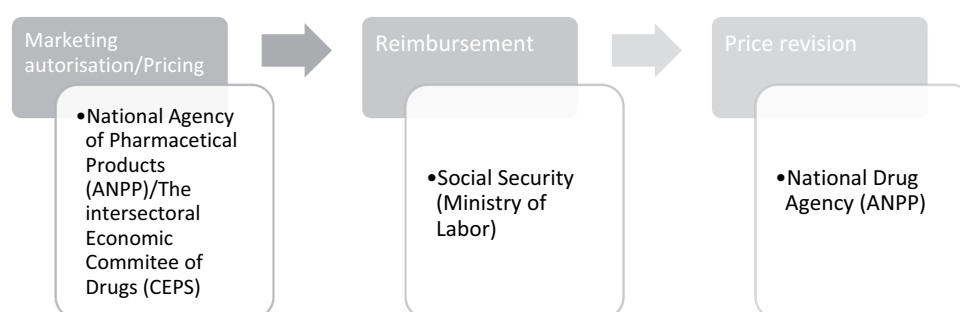 Marketing
autorisation/Pricing
•National Agency
of Pharmacetical
Products
(ANPP)/The
intersectoral
Economic
Commitee of
Drugs (CEPS)
Reimbursement
•Social Security
(Ministry of
Labor)
Price revision
•National Drug
Agency (ANPP)